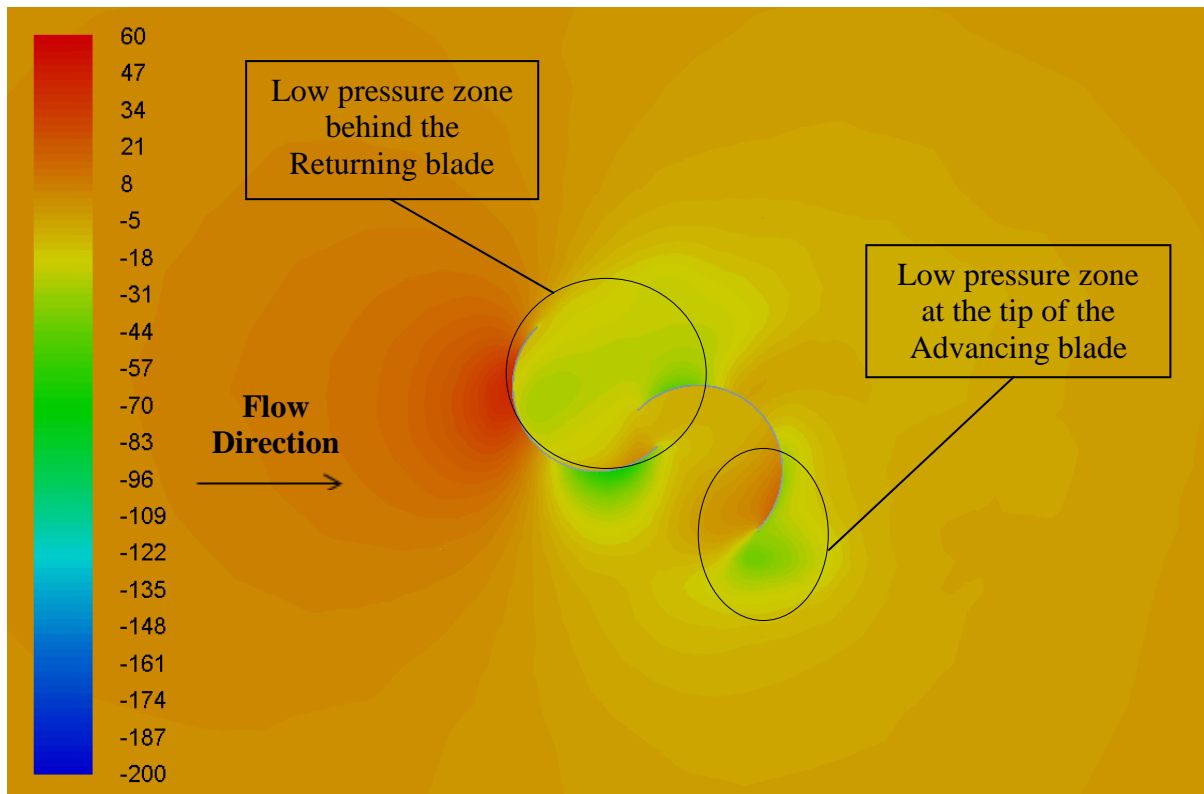 60
47
34
21
8
-5
-18
-31
-44
-57
-70
-83
-96
-109
-122
-135
-148
-161
-174
-187
-200
Low pressure zone
behind the
Returning blade
Low pressure zone
at the tip of the
Advancing blade
Flow
Direction